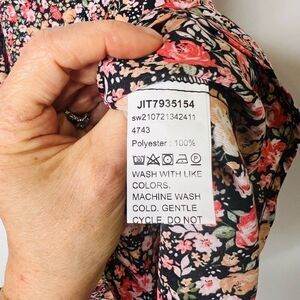 JIT7935154
sw210721342411
4743
Polyester : 100%
WASH WITH LIKE
COLORS.
MACHINE WASH
COLD. GENTLE
CYCLE. DO NOT